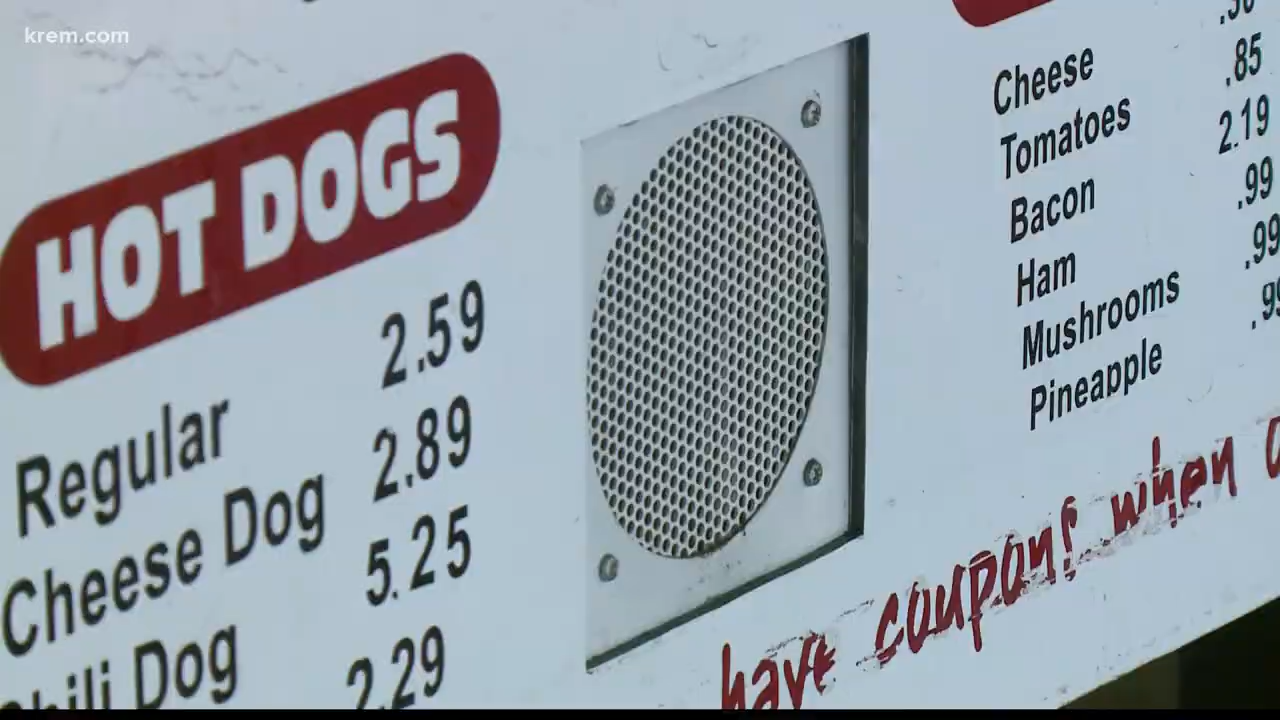 krem.com
HOT DOGS
Regular 2.59
Cheese Dog 2.89
Chili Dog 5.25
2.29
Cheese
Tomatoes .85
Bacon 2.19
Ham .99
Mushrooms .99
Pineapple .99
have coupons when